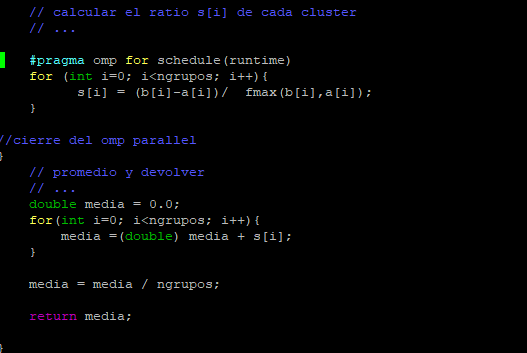 // calcular el ratio s[i] de cada cluster
// ...
#pragma omp for schedule(runtime)
for (int i=0; i<ngrupos; i++){
s[i] = (b[i]-a[i])/  fmax(b[i],a[i]);
}
//cierre del omp parallel
}
// promedio y devolver
// ...
double media = 0.0;
for(int i=0; i<ngrupos; i++){
media =(double) media + s[i];
}
media = media / ngrupos;
return media;
}